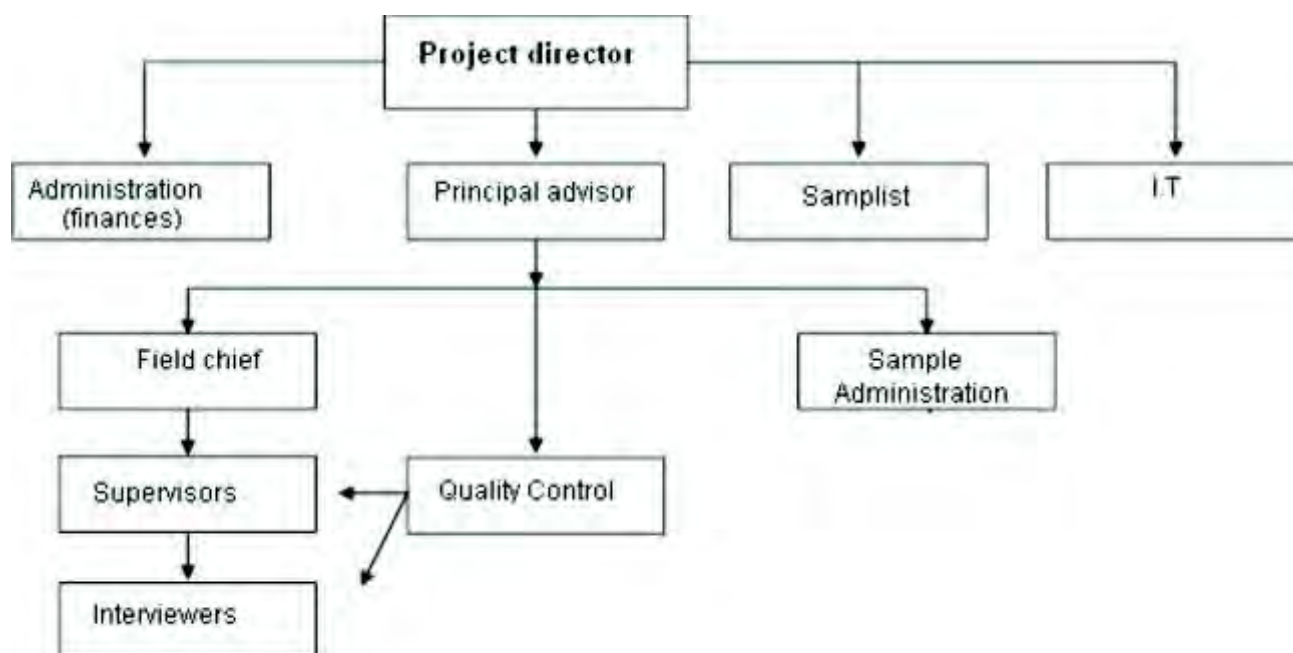 Project director
Administration
(finances)
Principal advisor
Samplist
I.T
Field chief
Sample
Administration
Supervisors
Quality Control
Interviewers